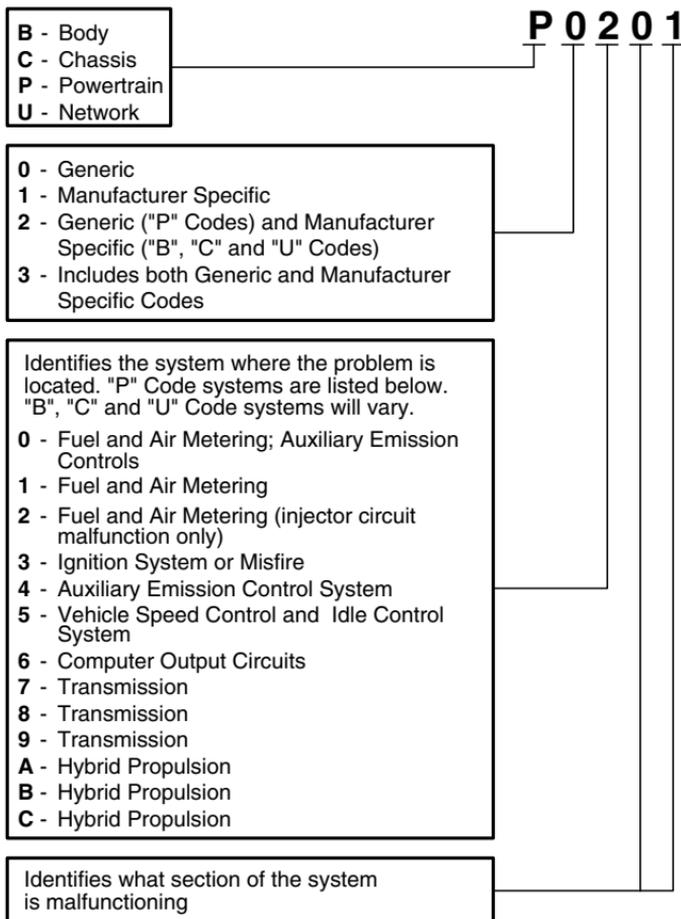 P 0 2 0 1
B - Body
C - Chassis
P - Powertrain
U - Network
0 - Generic
1 - Manufacturer Specific
2 - Generic ("P" Codes) and Manufacturer
Specific ("B", "C" and "U" Codes)
3 - Includes both Generic and Manufacturer
Specific Codes
Identifies the system where the problem is
located. "P" Code systems are listed below.
"B", "C" and "U" Code systems will vary.
0 - Fuel and Air Metering; Auxiliary Emission
Controls
1 - Fuel and Air Metering
2 - Fuel and Air Metering (injector circuit
malfunction only)
3 - Ignition System or Misfire
4 - Auxiliary Emission Control System
5 - Vehicle Speed Control and Idle Control
System
6 - Computer Output Circuits
7 - Transmission
8 - Transmission
9 - Transmission
A - Hybrid Propulsion
B - Hybrid Propulsion
C - Hybrid Propulsion
Identifies what section of the system
is malfunctioning